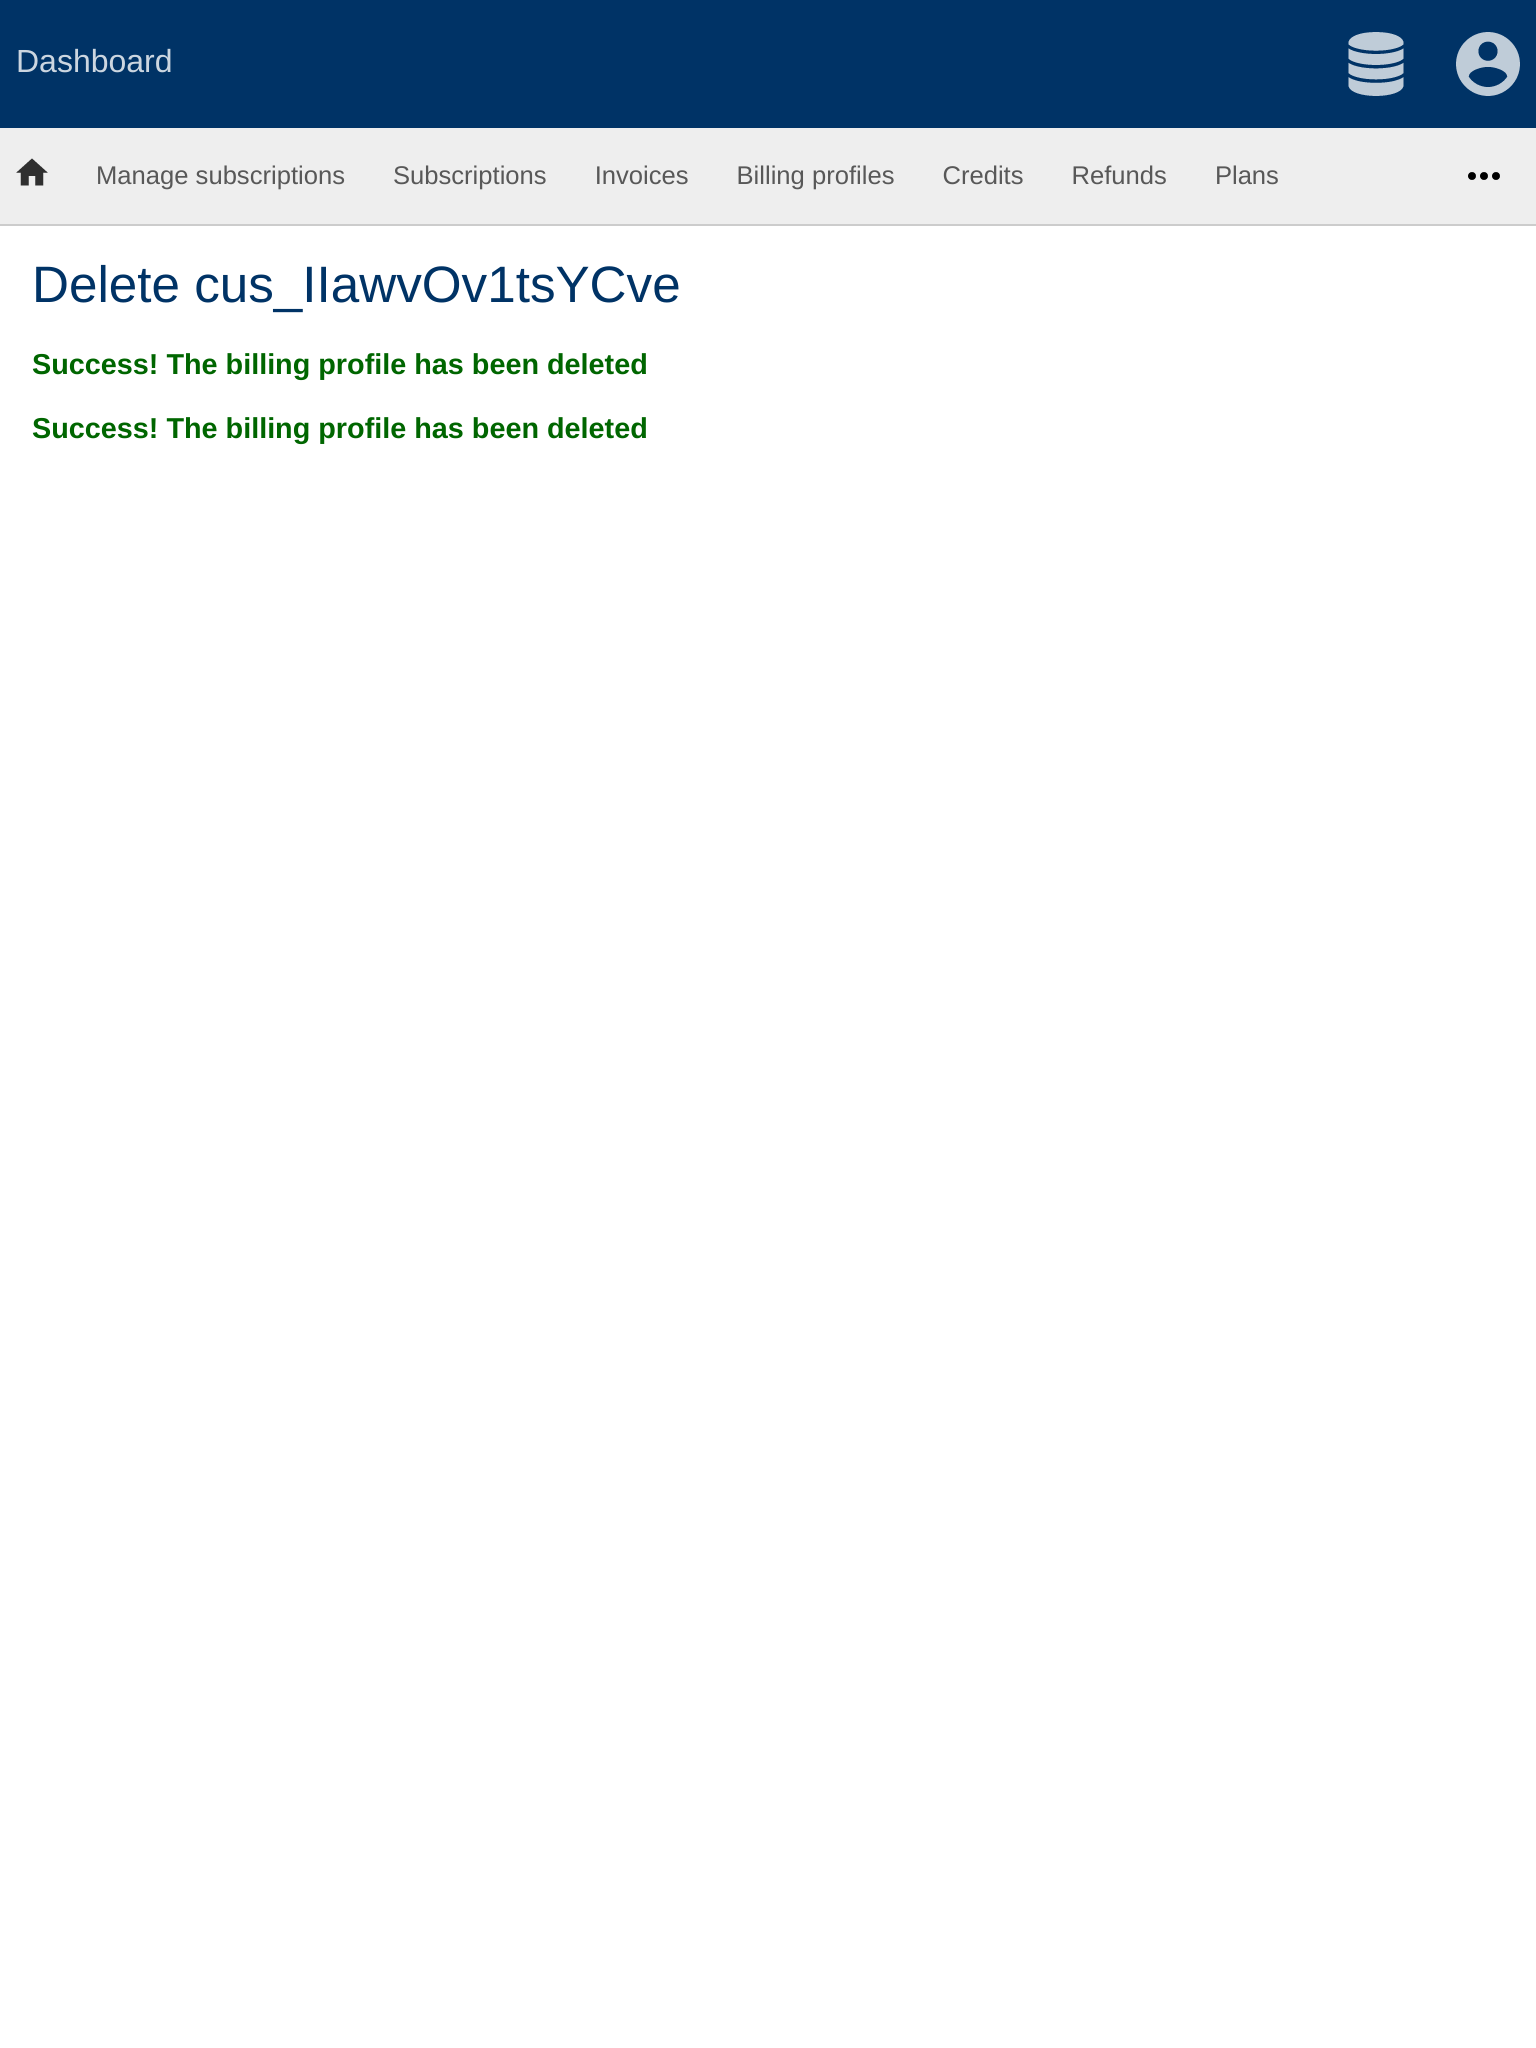 Dashboard
Manage subscriptions Subscriptions Invoices Billing profiles Credits Refunds Plans
Delete cus_IIawvOv1tsYCve
Success! The billing profile has been deleted
Success! The billing profile has been deleted